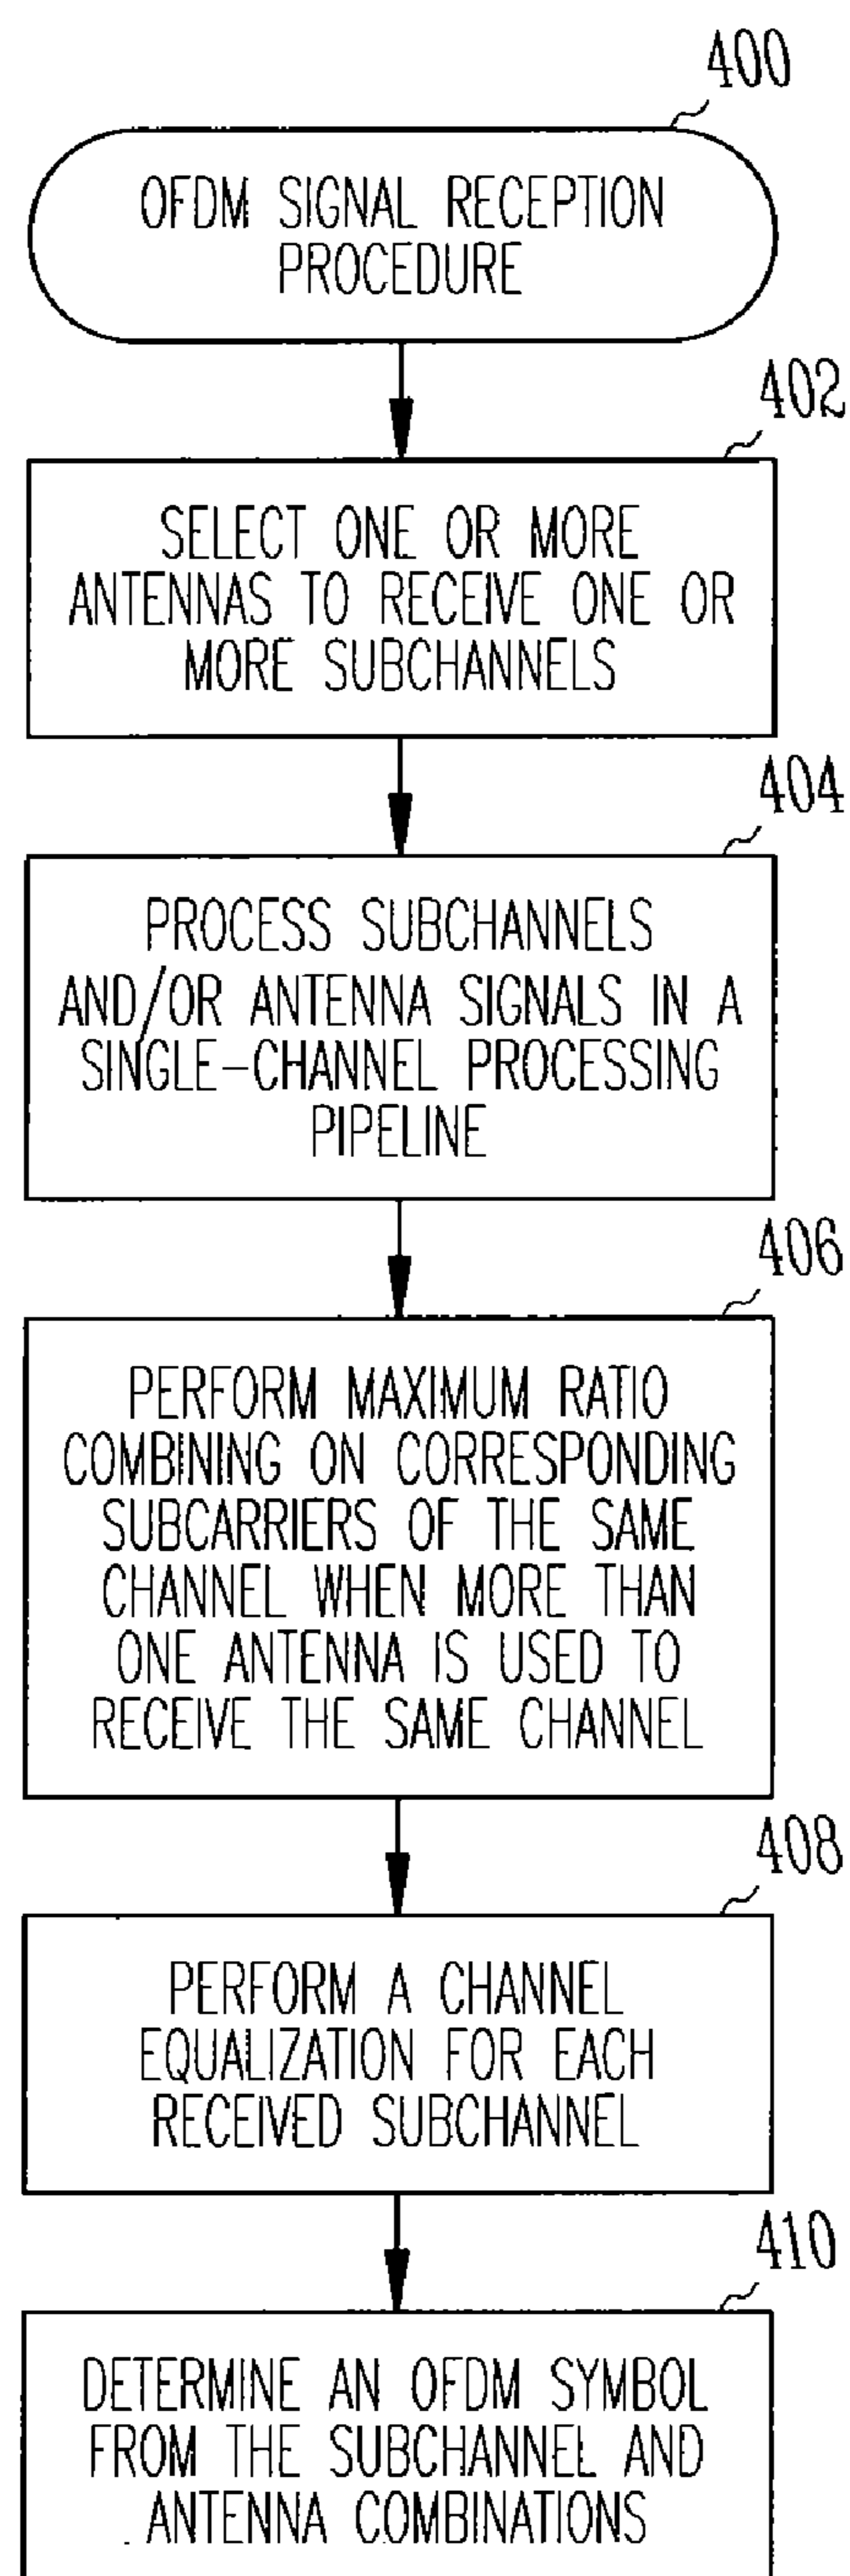 400
OFDM SIGNAL RECEPTION
PROCEDURE
402
SELECT ONE OR MORE
ANTENNAS TO RECEIVE ONE OR
MORE SUBCHANNELS
404
PROCESS SUBCHANNELS
AND/OR ANTENNA SIGNALS IN A
SINGLE-CHANNEL PROCESSING
PIPELINE
406
PERFORM MAXIMUM RATIO
COMBINING ON CORRESPONDING
SUBCARRIERS OF THE SAME
CHANNEL WHEN MORE THAN
ONE ANTENNA IS USED TO
RECEIVE THE SAME CHANNEL
408
PERFORM A CHANNEL
EQUALIZATION FOR EACH
RECEIVED SUBCHANNEL
410
DETERMINE AN OFDM SYMBOL
FROM THE SUBCHANNEL AND
ANTENNA COMBINATIONS